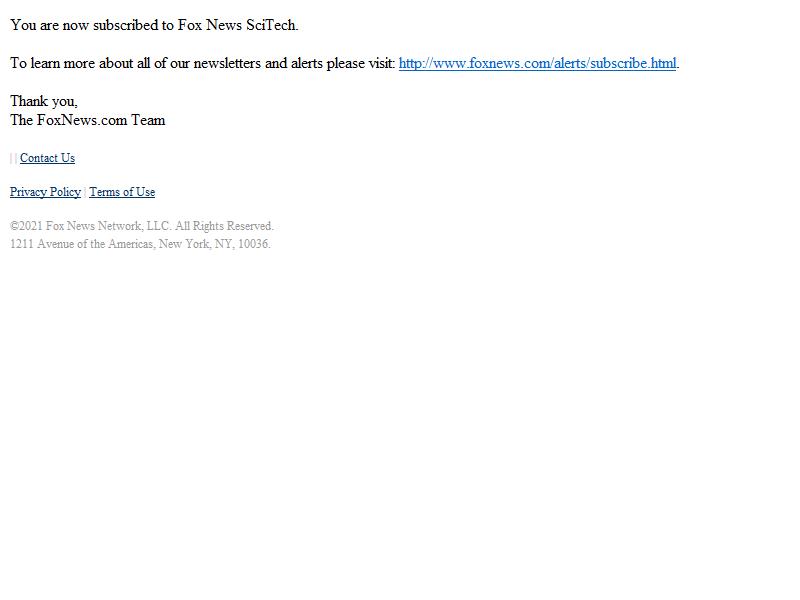 You are now subscribed to Fox News SciTech.
To learn more about all of our newsletters and alerts please visit: http://www.foxnews.com/alerts/subscribe.html.
Thank you,
The FoxNews.com Team
| | Contact Us
Privacy Policy | Terms of Use
©2021 Fox News Network, LLC. All Rights Reserved.
1211 Avenue of the Americas, New York, NY, 10036.